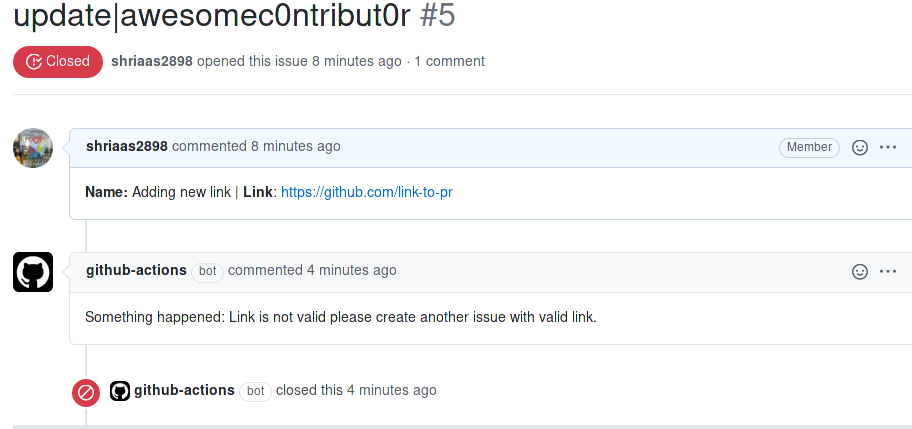 update|awesomec0ntribut0r #5
Closed shriaas2898 opened this issue 8 minutes ago · 1 comment
shriaas2898 commented 8 minutes ago Member
Name: Adding new link | Link: https://github.com/link-to-pr
github-actions bot commented 4 minutes ago
Something happened: Link is not valid please create another issue with valid link.
github-actions bot closed this 4 minutes ago